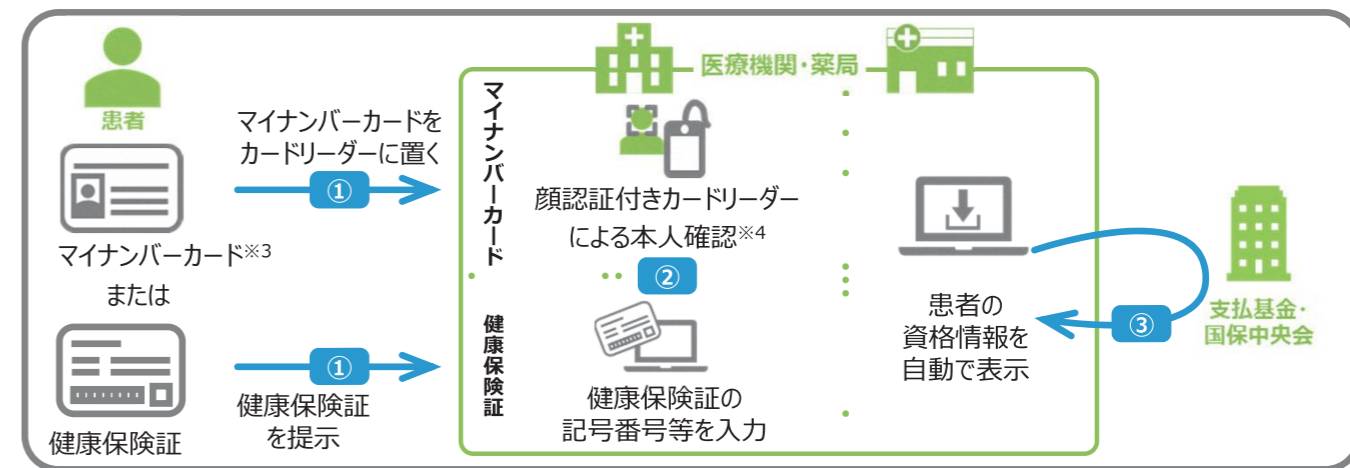 患者
マイナンバーカード※3
または
健康保険証
マイナンバーカードを
カードリーダーに置く
①
①
健康保険証
を提示
医療機関・薬局
マイナンバーカード
顔認証付きカードリーダー
による本人確認※4
②
健康保険証
健康保険証の
記号番号等を入力
患者の
資格情報を
自動で表示
③
支払基金・
国保中央会